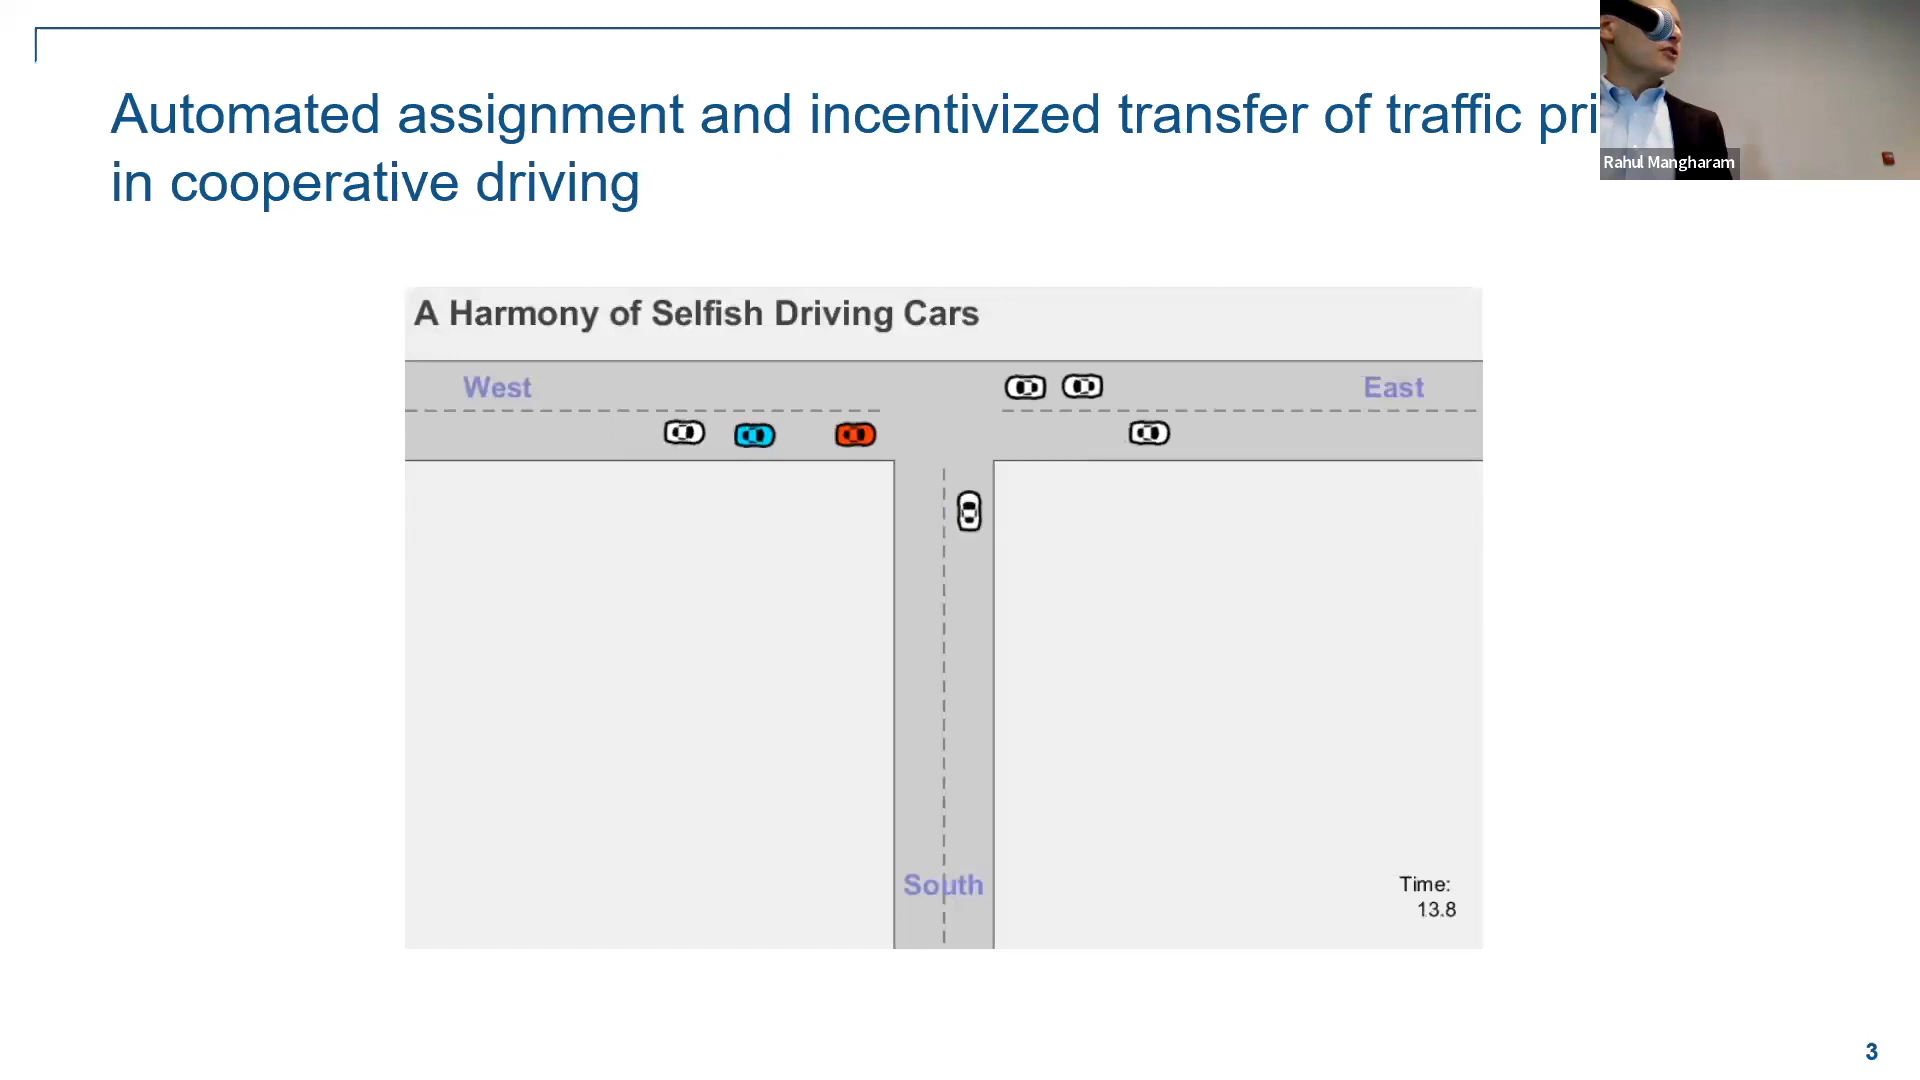 Automated assignment and incentivized transfer of traffic
in cooperative driving
Rahul Mangharam
A Harmony of Selfish Driving Cars
West
East
South
Time:
13.8
3